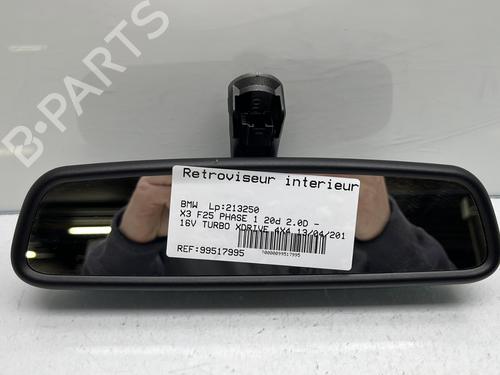 B-PARTS
Retroviseur interieur
BMW Lp:213250
X3 F25 PHASE 1 20d 2.0D -
16V TURBO XDRIVE 4X4 13/04/201
REF:99517995
T0000099517995